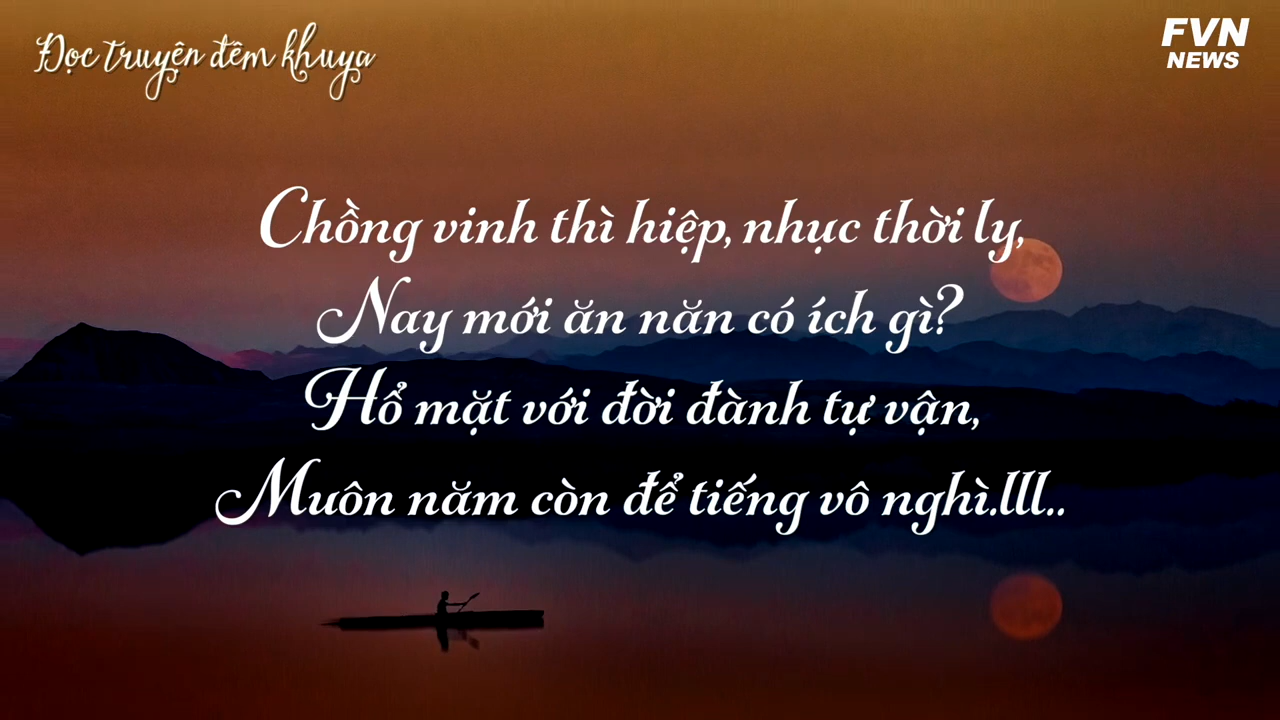 Đọc truyện đêm khuya
FVN
NEWS
Chồng vinh thì hiệp, nhục thời ly,
Nay mới ăn năn có ích gì?
Hổ mặt với đời đành tự vận,
Muôn năm còn để tiếng vô nghì.lll..